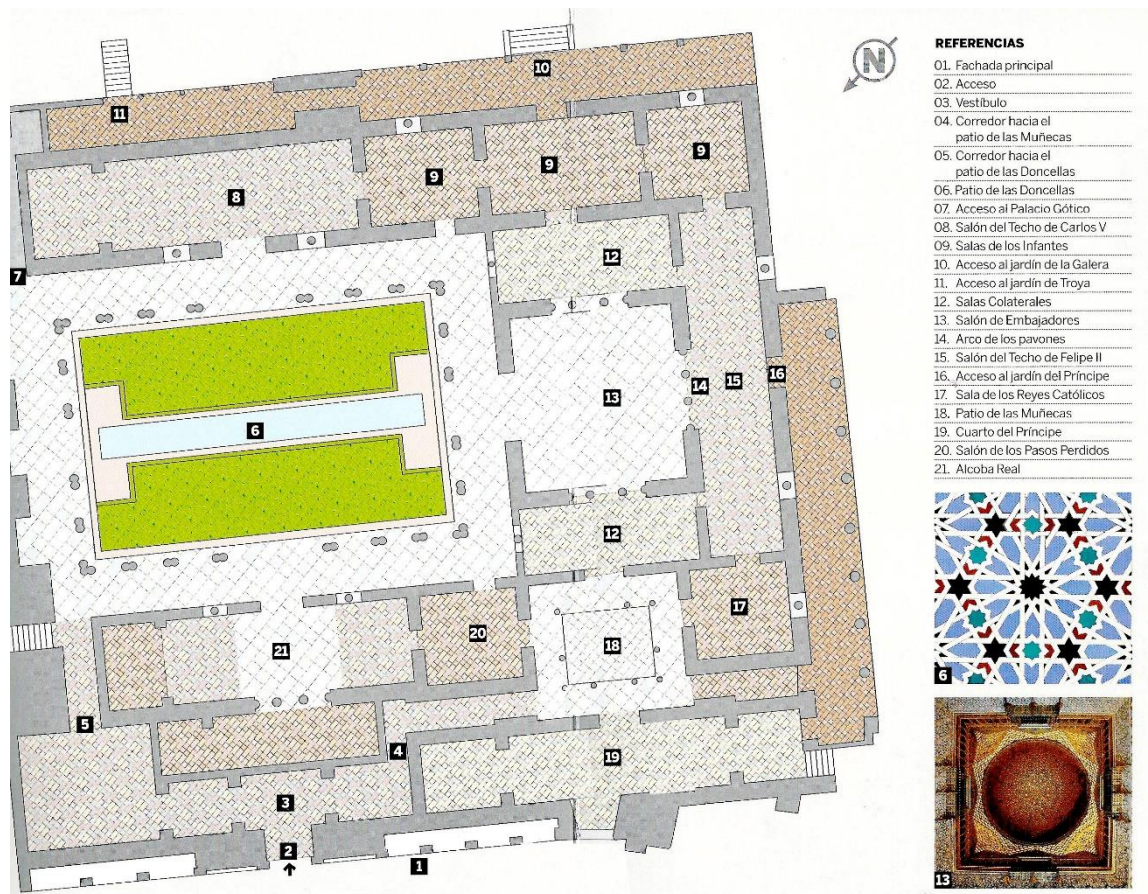 10
N
11
9
9
9
8
12
7
14
15
16
13
6
12
17
20
18
21
5
4
19
3
2
1
REFERENCIAS
01. Fachada principal
02. Acceso
03. Vestíbulo
04. Corredor hacia el
patio de las Muñecas
05. Corredor hacia el
patio de las Doncellas
06. Patio de las Doncellas
07. Acceso al Palacio Gótico
08. Salón del Techo de Carlos V
09. Salas de los Infantes
10. Acceso al jardín de la Galera
11. Acceso al jardín de Troya
12. Salas Colaterales
13. Salón de Embajadores
14. Arco de los pavones
15. Salón del Techo de Felipe II
16. Acceso al jardín del Príncipe
17. Sala de los Reyes Católicos
18. Patio de las Muñecas
19. Cuarto del Príncipe
20. Salón de los Pasos Perdidos
21. Alcoba Real
6
13